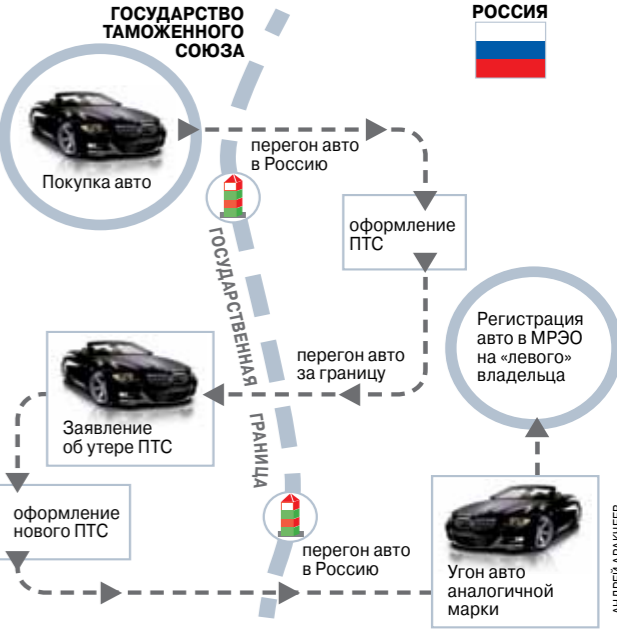 ГОСУДАРСТВО
ТАМОЖЕННОГО
СОЮЗА
РОССИЯ
Покупка авто
перегон авто
в Россию
оформление
ПТС
ГОСУДАРСТВЕННАЯ
ГРАНИЦА
перегон авто
за границу
Регистрация
авто в МРЭО
на «левого»
владельца
Заявление
об утере ПТС
оформление
нового ПТС
перегон авто
в Россию
Угон авто
аналогичной
марки
АНДРЕЙ